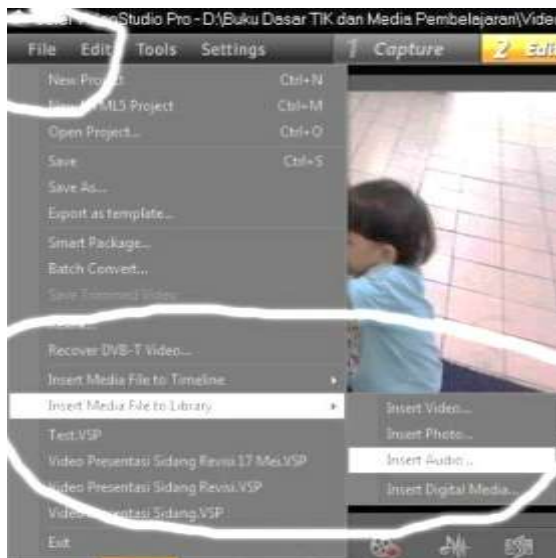 VideoStudio Pro - D:\Buku Dasar TIK dan Media Pembelajaran\Video
File Edit Tools Settings 1 Capture 2 Edit
New Project Ctrl+N
HTML5 Project Ctrl+M
Open Project... Ctrl+O
Save Ctrl+S
Save As...
Export as template...
Smart Package...
Batch Convert...
Save Trimmed Video
Recover DVB-T Video...
Insert Media File to Timeline
Insert Media File to Library
Insert Video...
Insert Photo...
Insert Audio...
Insert Digital Media...
Test.VSP
Video Presentasi Sidang Revisi 17 Mei.VSP
Video Presentasi Sidang Revisi.VSP
Video Presentasi Sidang.VSP
Exit